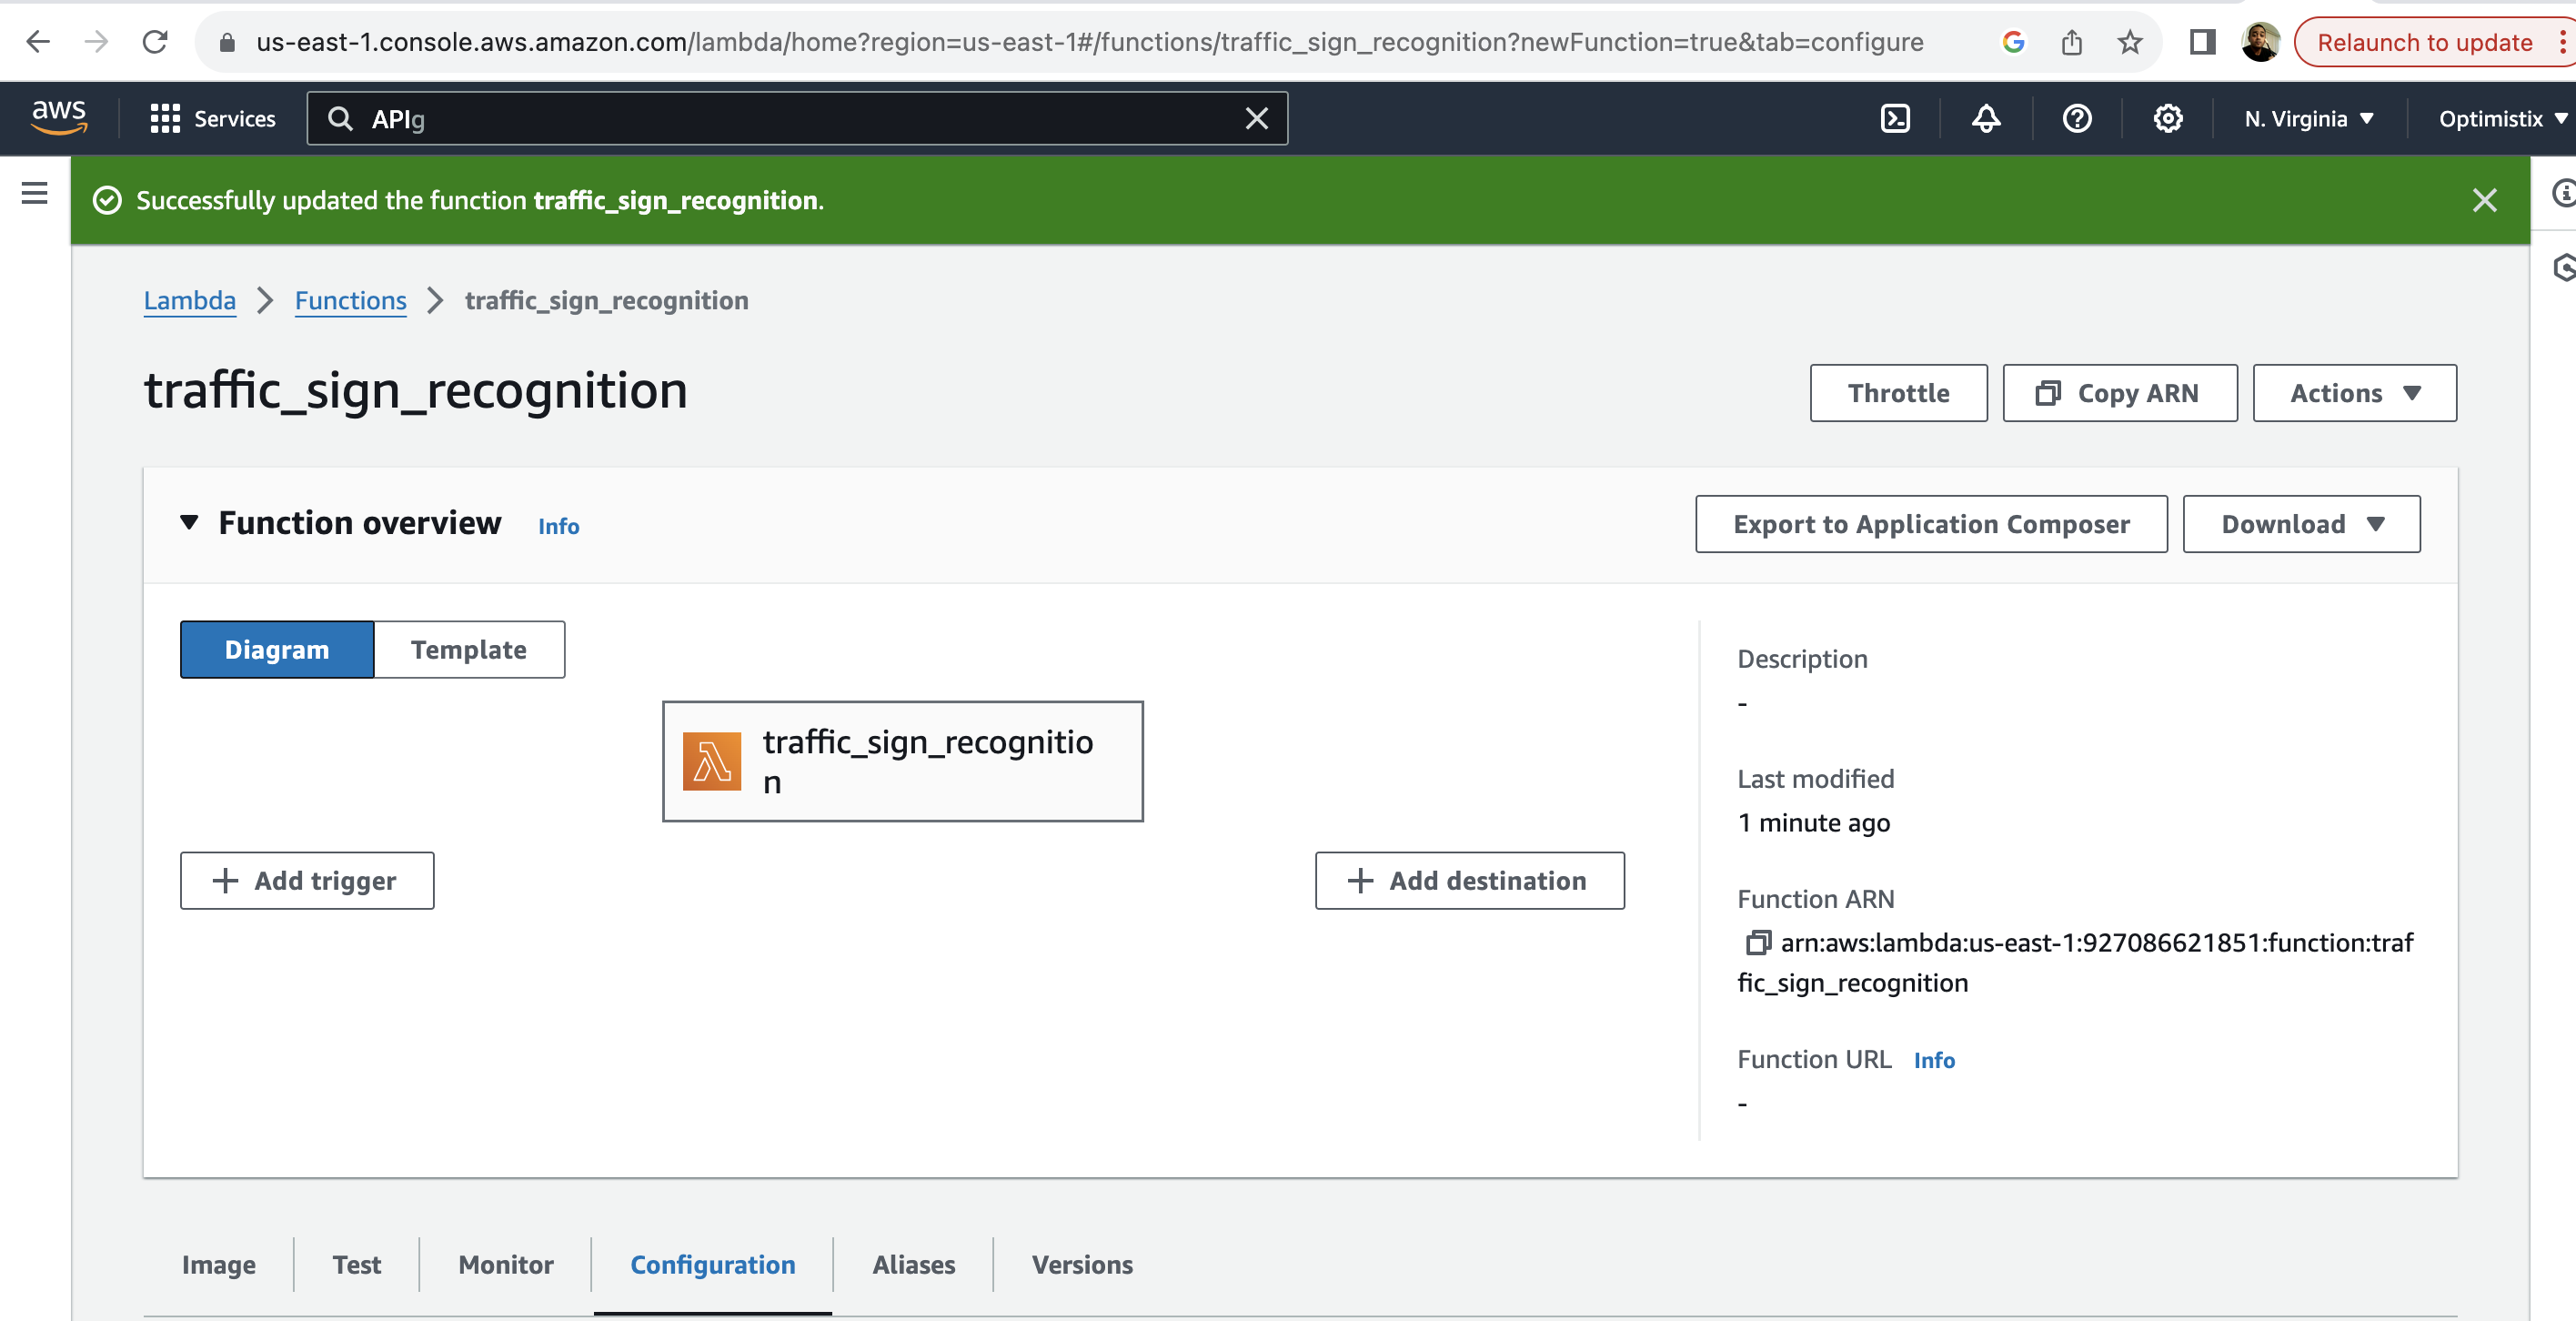 us-east-1.console.aws.amazon.com/lambda/home?region=us-east-1#/functions/traffic_sign_recognition?newFunction=true&tab=configure
Relaunch to update
aws
Services
APIg
N. Virginia
Optimistix
Successfully updated the function traffic_sign_recognition.
Lambda
Functions
traffic_sign_recognition
traffic_sign_recognition
Throttle
Copy ARN
Actions
Function overview
Info
Export to Application Composer
Download
Diagram
Template
traffic_sign_recognitio
n
Add trigger
Add destination
Description
-
Last modified
1 minute ago
Function ARN
arn:aws:lambda:us-east-1:927086621851:function:traf
fic_sign_recognition
Function URL Info
-
Image
Test
Monitor
Configuration
Aliases
Versions